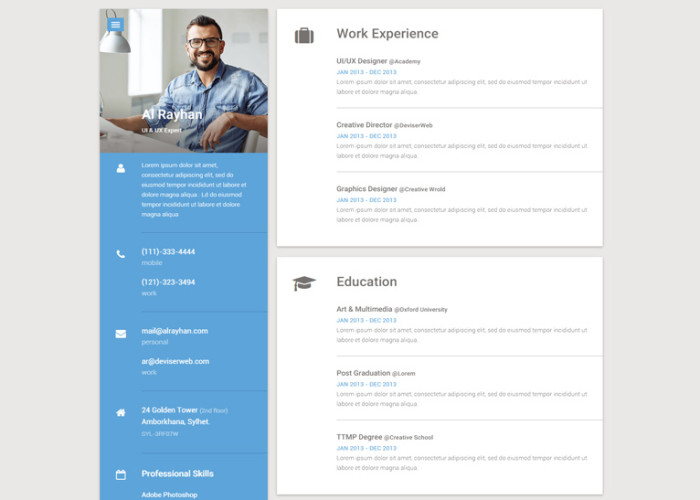 Al Rayhan
UI & UX Expert
Lorem ipsum dolor sit amet,
consectetur adipiscing elit, sed do
eiusmod tempor incididunt ut labore et
dolore magna aliqua . Ld do eiusmod
tempor incididunt ut labore et dolore
magna aliqua
(111)-333-4444
mobile
(121)-323-3494
work
mail@alrayhan.com
personal
ar@deviserweb.com
work
24 Golden Tower (2nd floor)
Amborkhana, Sylhet.
Professional Skills
Adobe Photoshop
Work Experience
UI/UX Designer @Academy
JAN 2013 - DEC 2013
Lorem ipsum dolor sit amet, consectetur adipiscing elit, sed do eiusmod tempor incididunt ut
labore et dolore magna aliqua.
Creative Director @DeviserWeb
JAN 2013 - DEC 2013
Lorem ipsum dolor sit amet, consectetur adipiscing elit, sed do eiusmod tempor incididunt ut
labore et dolore magna aliqua.
Graphics Designer @Creative Wrold
JAN 2013 - DEC 2013
Lorem ipsum dolor sit amet, consectetur adipiscing elit, sed do eiusmod tempor incididunt ut
labore et dolore magna aliqua.
Education
Art & Multimedia @Oxford University
JAN 2013 - DEC 2013
Lorem ipsum dolor sit amet, consectetur adipiscing elit, sed do eiusmod tempor incididunt ut
labore et dolore magna aliqua.
Post Graduation @Lorem
JAN 2013 - DEC 2013
Lorem ipsum dolor sit amet, consectetur adipiscing elit, sed do eiusmod tempor incididunt ut
labore et dolore magna aliqua.
TTMP Degree @Creative School
JAN 2013 - DEC 2013
Lorem ipsum dolor sit amet, consectetur adipiscing elit, sed do eiusmod tempor incididunt ut
labore et dolore magna aliqua.